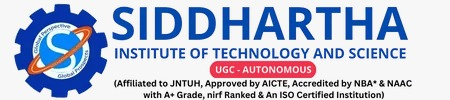 Global Perspective
S
Global Prospects
SIDDHARTHA
INSTITUTE OF TECHNOLOGY AND SCIENCE
UGC - AUTONOMOUS
(Affiliated to JNTUH, Approved by AICTE, Accredited by NBA* & NAAC
with A+ Grade, nirf Ranked & An ISO Certified Institution)